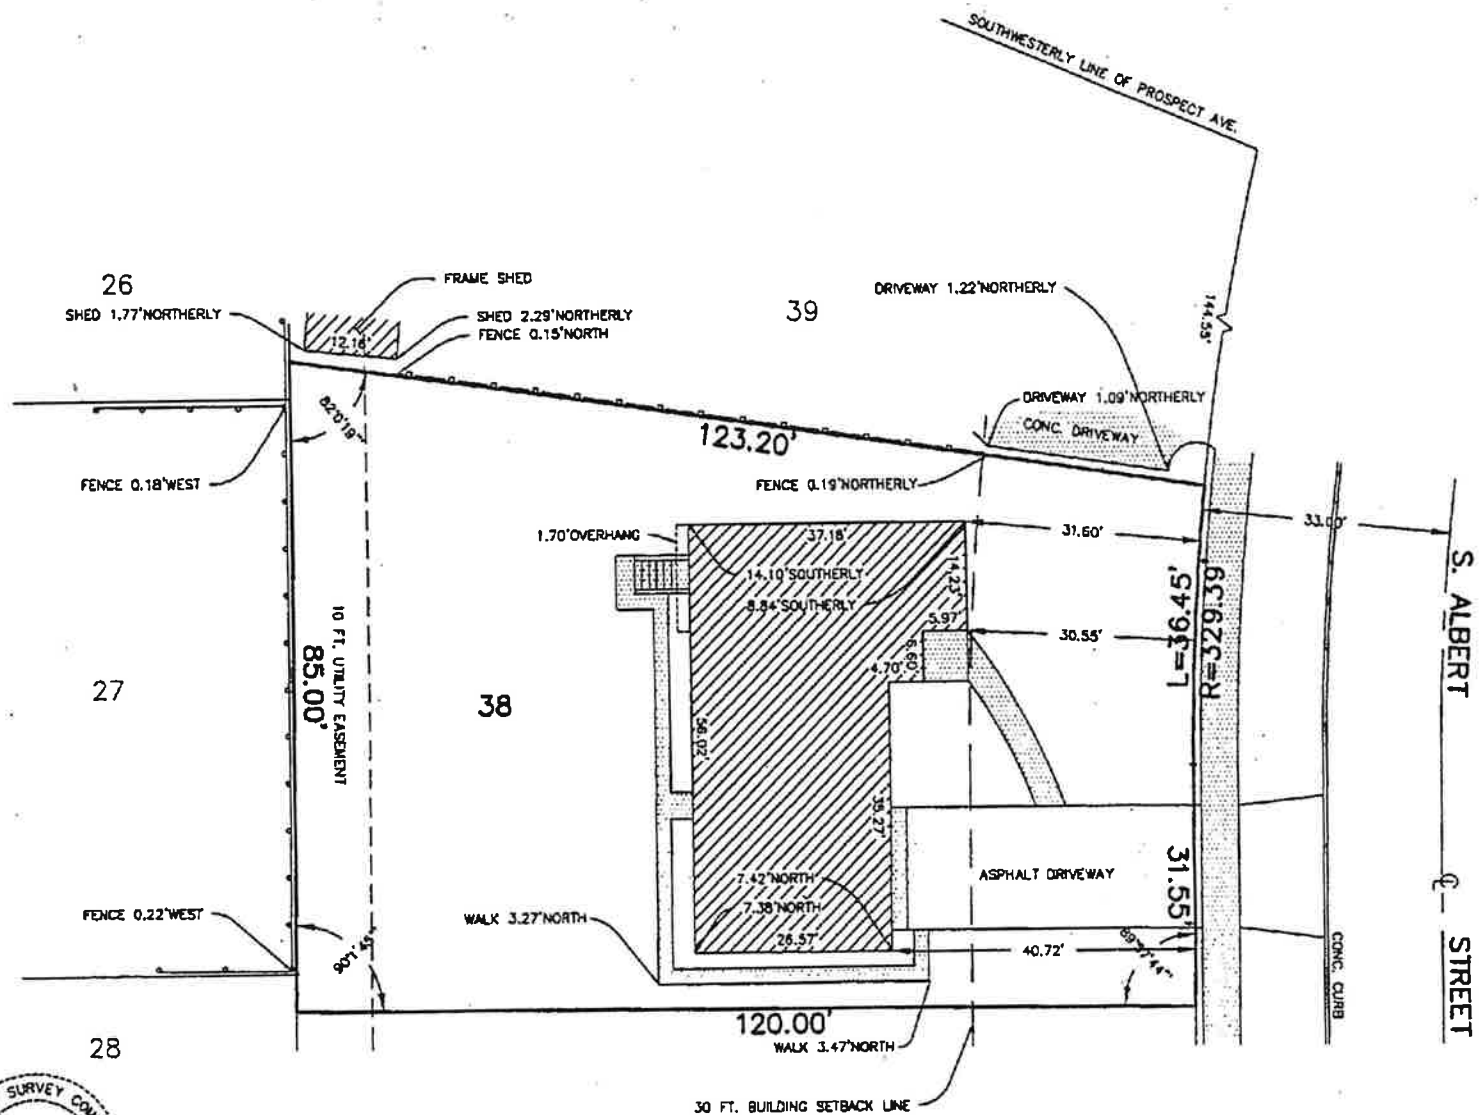 SOUTHWESTERLY LINE OF PROSPECT AVE.
144.55'
26
FRAME SHED
SHED 1.77'NORTHERLY
SHED 2.29'NORTHERLY
FENCE 0.15'NORTH
12.16'
39
DRIVEWAY 1.22'NORTHERLY
DRIVEWAY 1.09'NORTHERLY
CONC. DRIVEWAY
82°0'19"
123.20'
FENCE 0.18'WEST
FENCE 0.19'NORTHERLY
1.70'OVERHANG
37.18'
31.60'
33.00'
14.10'SOUTHERLY
8.84'SOUTHERLY
14.23'
5.97'
30.55'
4.70'
L=36.45'
R=329.39'
S. ALBERT
STREET
10 FT. UTILITY EASEMENT
85.00'
27
38
56.02'
35.27'
ASPHALT DRIVEWAY
31.55'
7.42'NORTH
7.38'NORTH
FENCE 0.22'WEST
WALK 3.27'NORTH
26.57'
40.72'
CONC. CURB
120.00'
WALK 3.47'NORTH
28
30 FT. BUILDING SETBACK LINE
SURVEY